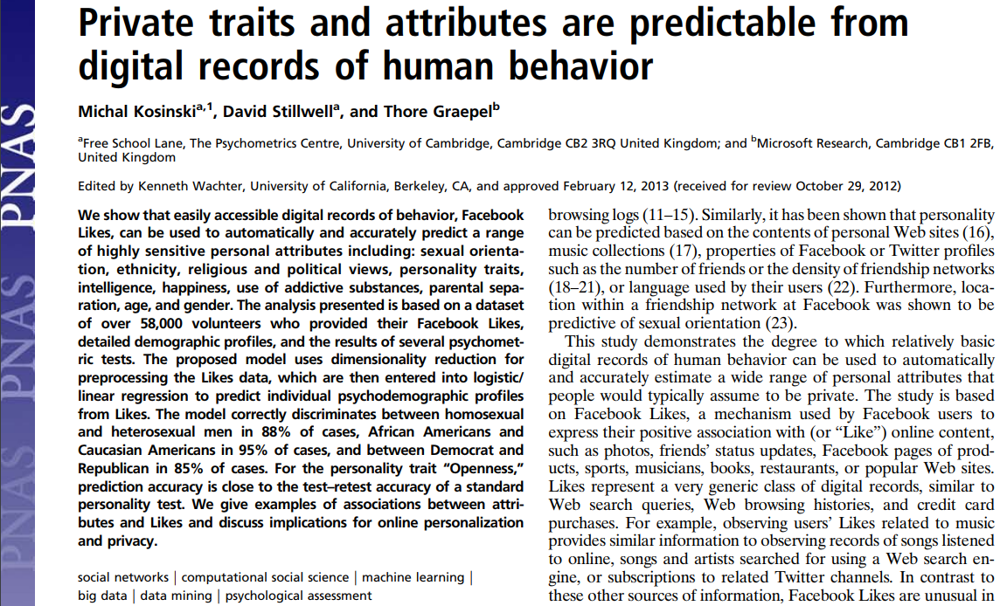 Private traits and attributes are predictable from
digital records of human behavior
Michal Kosinskiᵃ,¹, David Stillwellᵃ, and Thore Graepelᵇ
ᵃFree School Lane, The Psychometrics Centre, University of Cambridge, Cambridge CB2 3RQ United Kingdom; and ᵇMicrosoft Research, Cambridge CB1 2FB,
United Kingdom
Edited by Kenneth Wachter, University of California, Berkeley, CA, and approved February 12, 2013 (received for review October 29, 2012)
We show that easily accessible digital records of behavior, Facebook
Likes, can be used to automatically and accurately predict a range
of highly sensitive personal attributes including: sexual orienta-
tion, ethnicity, religious and political views, personality traits,
intelligence, happiness, use of addictive substances, parental sepa-
ration, age, and gender. The analysis presented is based on a dataset
of over 58,000 volunteers who provided their Facebook Likes,
detailed demographic profiles, and the results of several psychomet-
ric tests. The proposed model uses dimensionality reduction for
preprocessing the Likes data, which are then entered into logistic/
linear regression to predict individual psychodemographic profiles
from Likes. The model correctly discriminates between homosexual
and heterosexual men in 88% of cases, African Americans and
Caucasian Americans in 95% of cases, and between Democrat and
Republican in 85% of cases. For the personality trait “Openness,”
prediction accuracy is close to the test–retest accuracy of a standard
personality test. We give examples of associations between attri-
butes and Likes and discuss implications for online personalization
and privacy.
social networks | computational social science | machine learning |
big data | data mining | psychological assessment
browsing logs (11–15). Similarly, it has been shown that personality
can be predicted based on the contents of personal Web sites (16),
music collections (17), properties of Facebook or Twitter profiles
such as the number of friends or the density of friendship networks
(18–21), or language used by their users (22). Furthermore, loca-
tion within a friendship network at Facebook was shown to be
predictive of sexual orientation (23).
This study demonstrates the degree to which relatively basic
digital records of human behavior can be used to automatically
and accurately estimate a wide range of personal attributes that
people would typically assume to be private. The study is based
on Facebook Likes, a mechanism used by Facebook users to
express their positive association with (or “Like”) online content,
such as photos, friends’ status updates, Facebook pages of prod-
ucts, sports, musicians, books, restaurants, or popular Web sites.
Likes represent a very generic class of digital records, similar to
Web search queries, Web browsing histories, and credit card
purchases. For example, observing users’ Likes related to music
provides similar information to observing records of songs listened
to online, songs and artists searched for using a Web search en-
gine, or subscriptions to related Twitter channels. In contrast to
these other sources of information, Facebook Likes are unusual in
PNAS
PNAS
PNAS